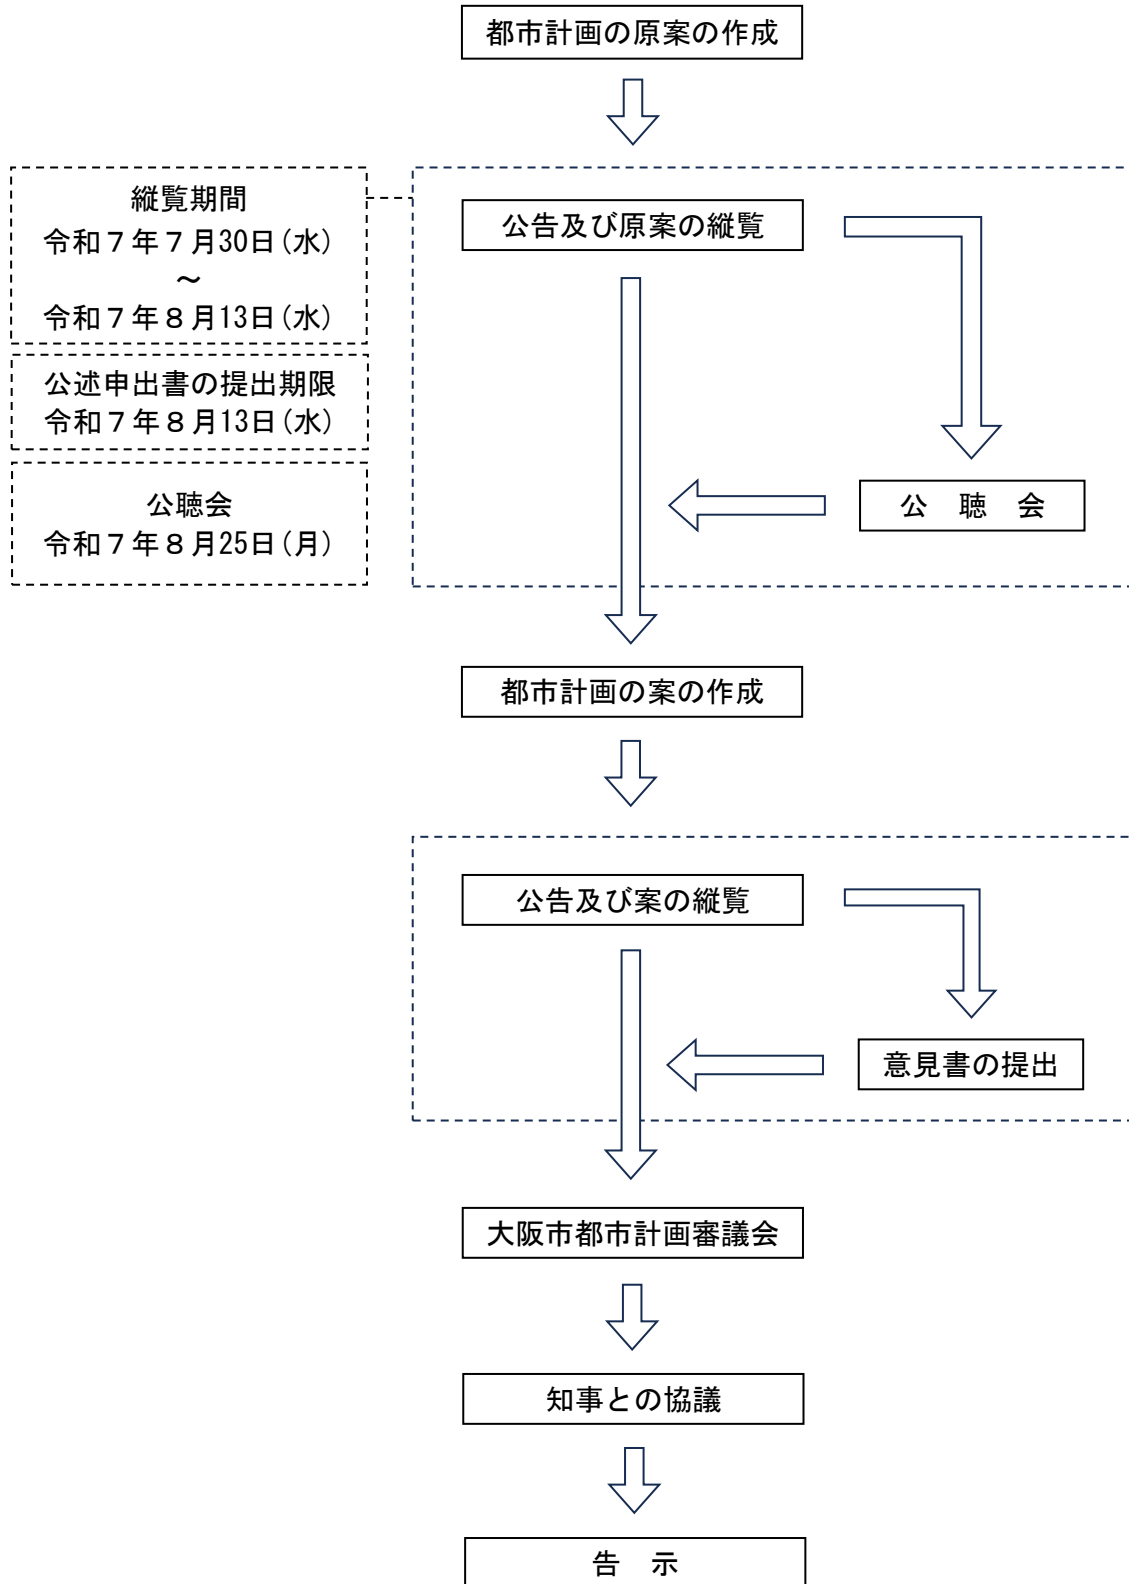 都市計画の原案の作成
縦覧期間
令和７年７月30日(水)
～
令和７年８月13日(水)
公述申出書の提出期限
令和７年８月13日(水)
公聴会
令和７年８月25日(月)
公告及び原案の縦覧
公　聴　会
都市計画の案の作成
公告及び案の縦覧
意見書の提出
大阪市都市計画審議会
知事との協議
告　示